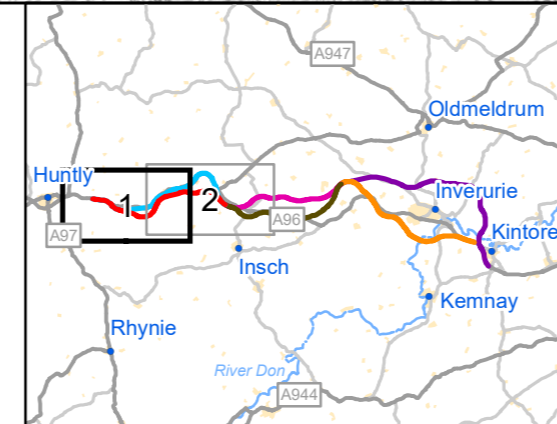 A947
Oldmeldrum
Huntly
1
2
Inverurie
A96
A97
Kintore
Insch
Kemnay
Rhynie
River Don
A944